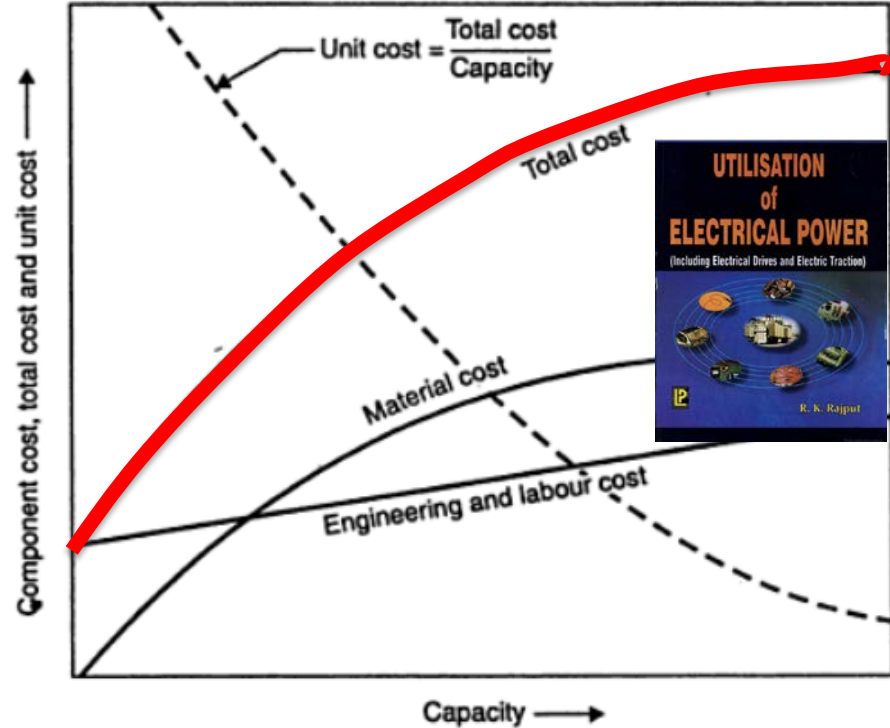 Unit cost = Total cost / Capacity
Total cost
UTILISATION
of
ELECTRICAL POWER
(Including Electrical Drives and Electric Traction)
LP
R. K. Rajput
Material cost
Engineering and labour cost
Component cost, total cost and unit cost
Capacity